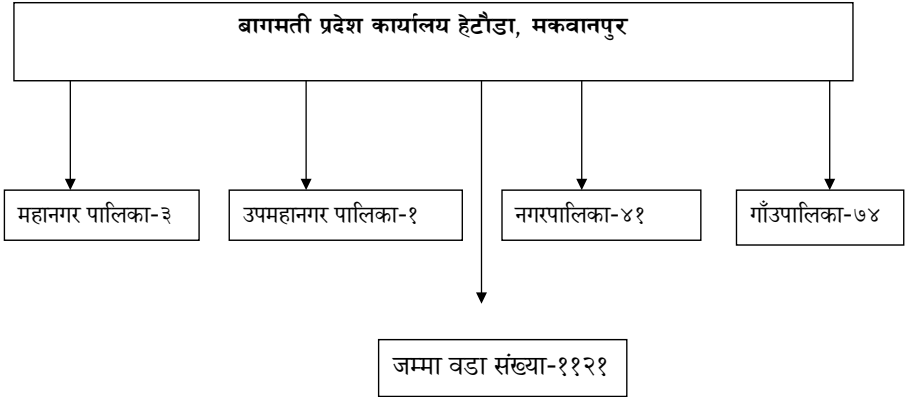 बागमती प्रदेश कार्यालय हेटौडा, मकवानपुर
महानगर पालिका-३
उपमहानगर पालिका-१
नगरपालिका-४१
गाँउपालिका-७४
जम्मा वडा संख्या-११२१